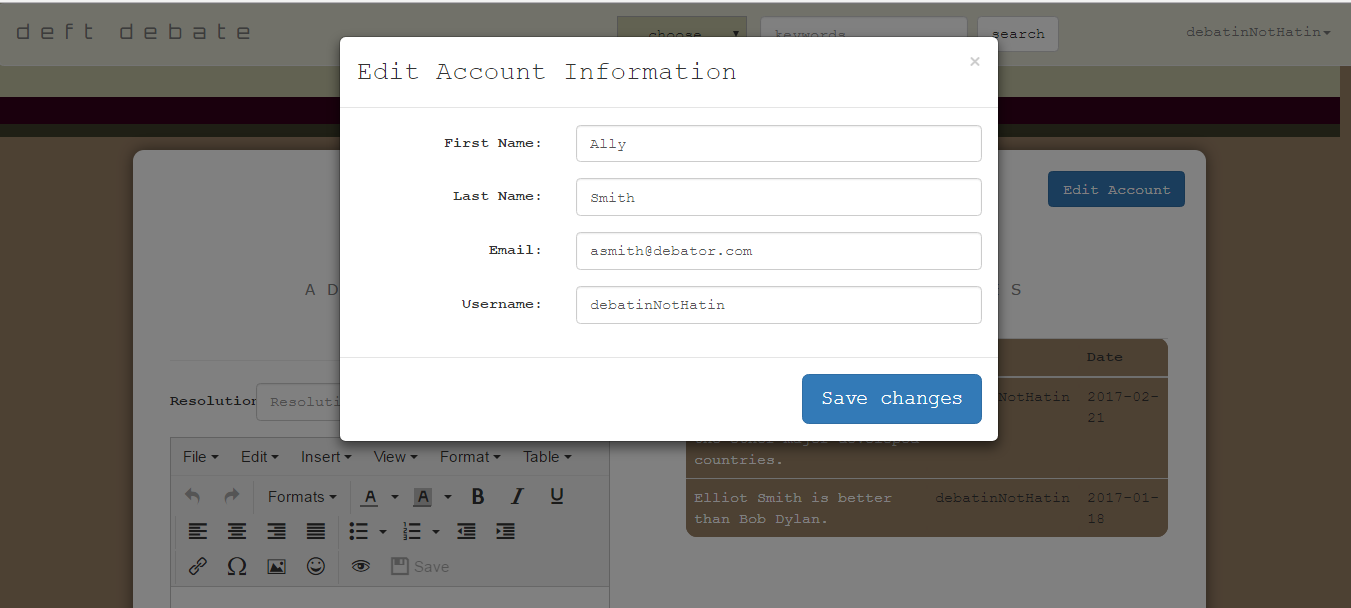 deft debate
choose
keywords
search
debatinNotHatin
Edit Account Information
×
First Name:
Ally
Last Name:
Smith
Email:
asmith@debator.com
Username:
debatinNotHatin
Save changes
Edit Account
A D
S
Resolution
Resoluti
File Edit Insert View Format Table
Formats A A B I U
Save
Date
NotHatin 2017-02-
21
countries.
Elliot Smith is better debatinNotHatin 2017-01-
than Bob Dylan. 18